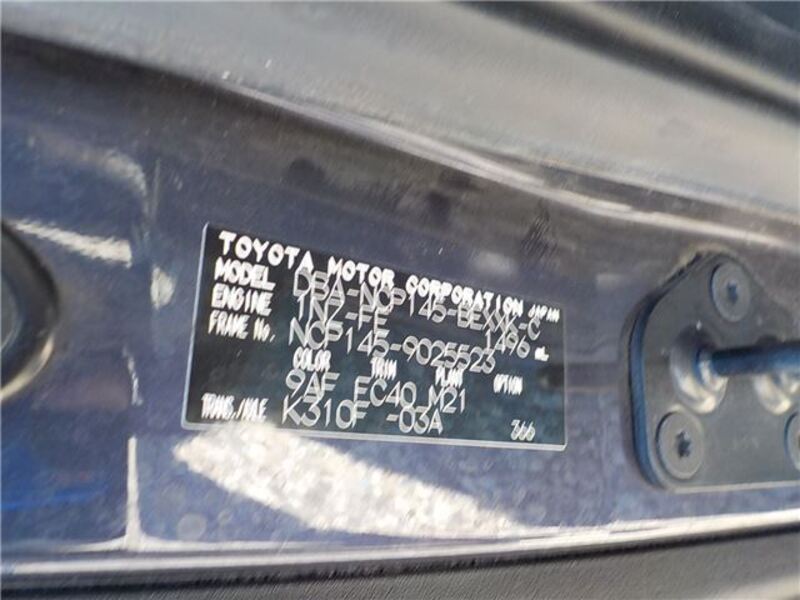 TOYOTA MOTOR CORPORATION JAPAN
MODEL DBA-NCP145-BEXXK-C
ENGINE 1NZ-FE 1496 ML
FRAME No. NCP145-9025523
COLOR TRIM PLANT OPTION
9AF FC40 M21
TRANS./AXLE K310F -03A 366